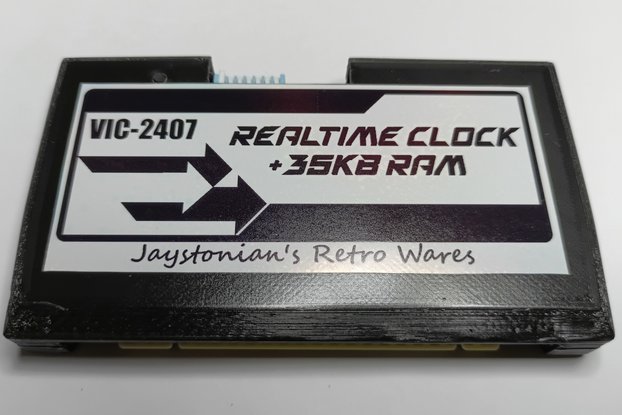 VIC-2407
REALTIME CLOCK
+35KB RAM
Jaystonian's Retro Wares